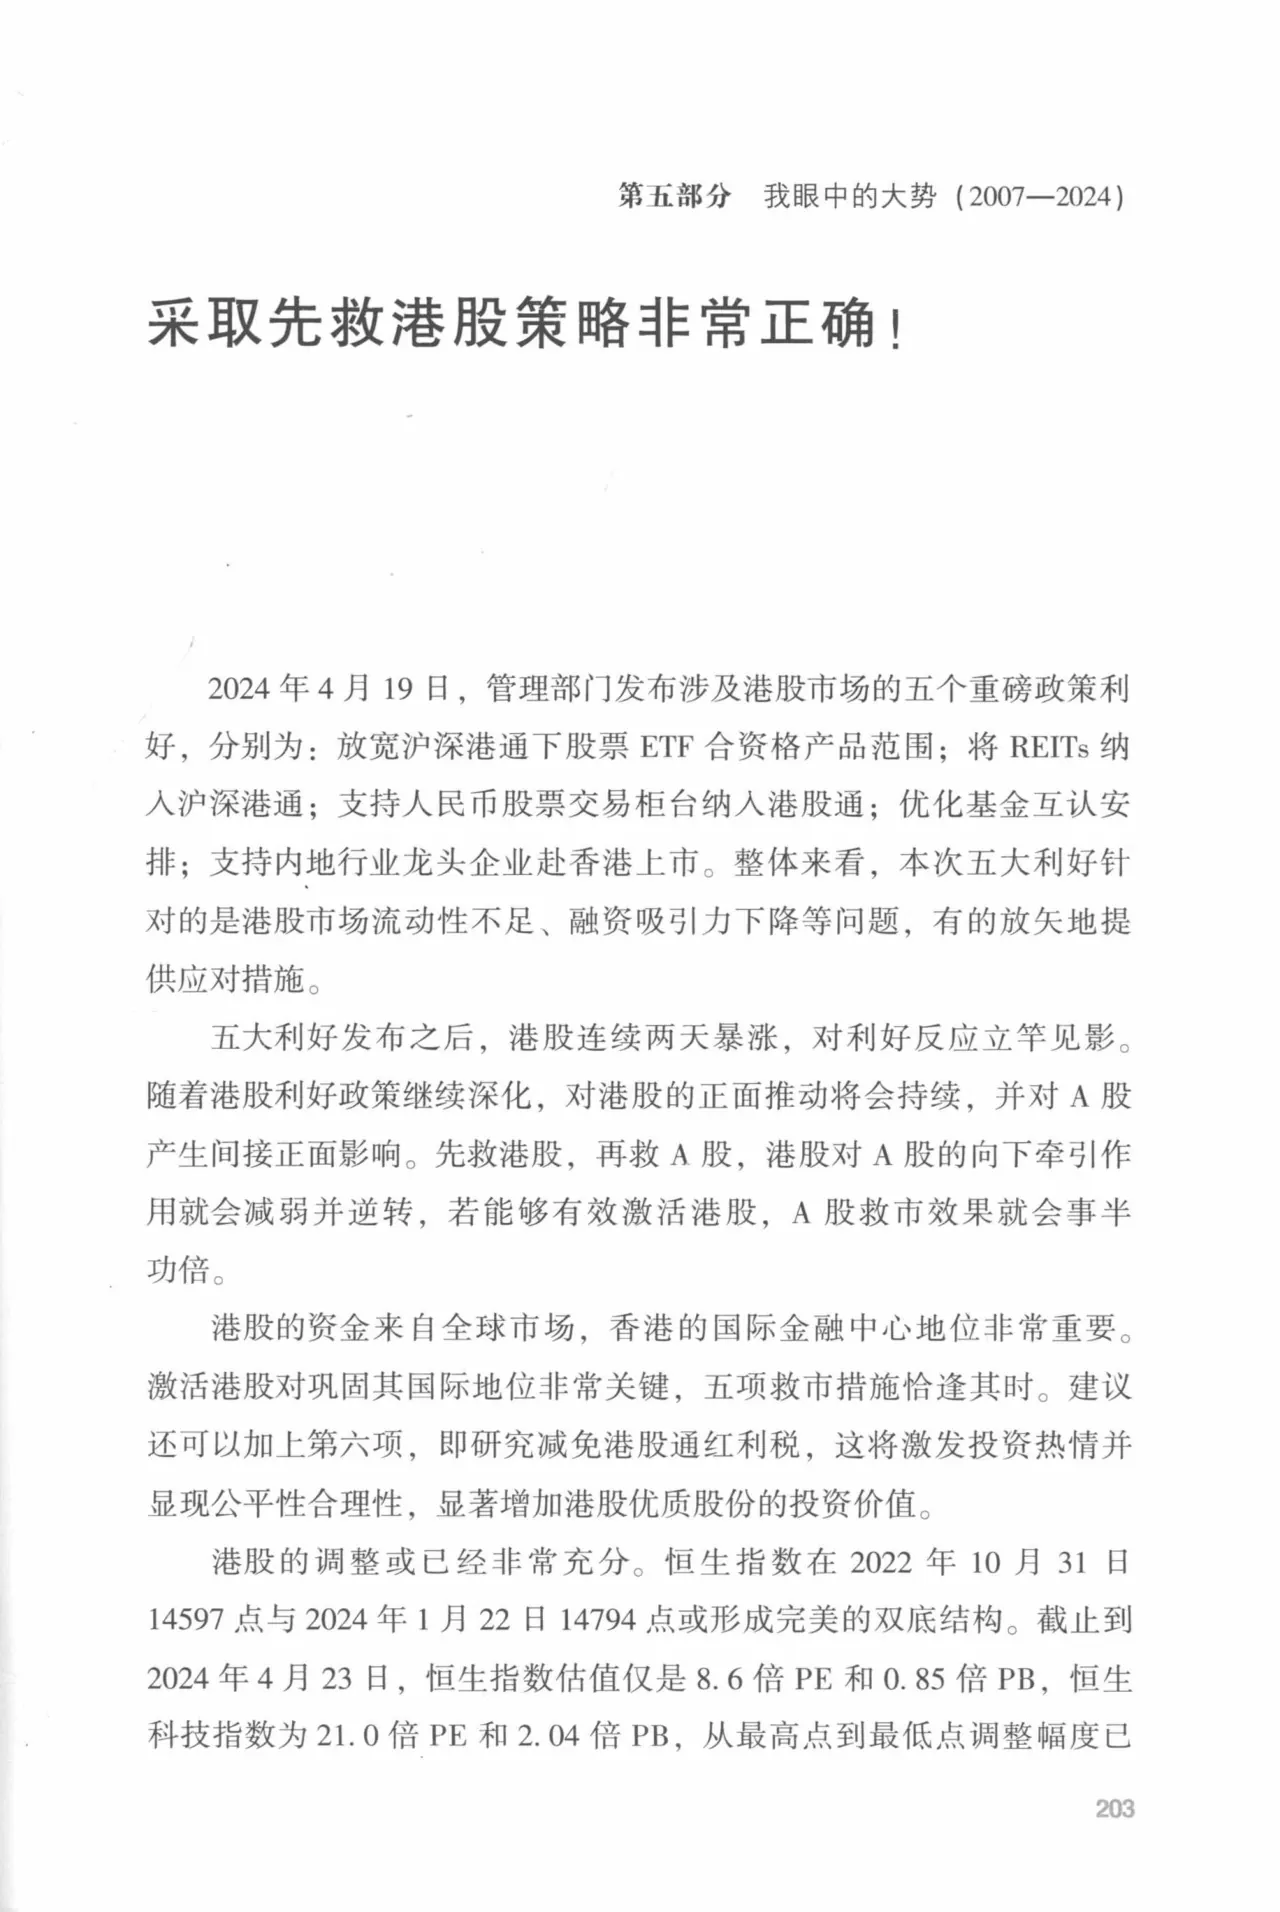 第五部分 我眼中的大势（2007—2024）
采取先救港股策略非常正确！
2024 年 4 月 19 日，管理部门发布涉及港股市场的五个重磅政策利
好，分别为：放宽沪深港通下股票 ETF 合资格产品范围；将 REITs 纳
入沪深港通；支持人民币股票交易柜台纳入港股通；优化基金互认安
排；支持内地行业龙头企业赴香港上市。整体来看，本次五大利好针
对的是港股市场流动性不足、融资吸引力下降等问题，有的放矢地提
供应对措施。
五大利好发布之后，港股连续两天暴涨，对利好反应立竿见影。
随着港股利好政策继续深化，对港股的正面推动将会持续，并对 A 股
产生间接正面影响。先救港股，再救 A 股，港股对 A 股的向下牵引作
用就会减弱并逆转，若能够有效激活港股，A 股救市效果就会事半
功倍。
港股的资金来自全球市场，香港的国际金融中心地位非常重要。
激活港股对巩固其国际地位非常关键，五项救市措施恰逢其时。建议
还可以加上第六项，即研究减免港股通红利税，这将激发投资热情并
显现公平性合理性，显著增加港股优质股份的投资价值。
港股的调整或已经非常充分。恒生指数在 2022 年 10 月 31 日
14597 点与 2024 年 1 月 22 日 14794 点或形成完美的双底结构。截止到
2024 年 4 月 23 日，恒生指数估值仅是 8.6 倍 PE 和 0.85 倍 PB，恒生
科技指数为 21.0 倍 PE 和 2.04 倍 PB，从最高点到最低点调整幅度已
203